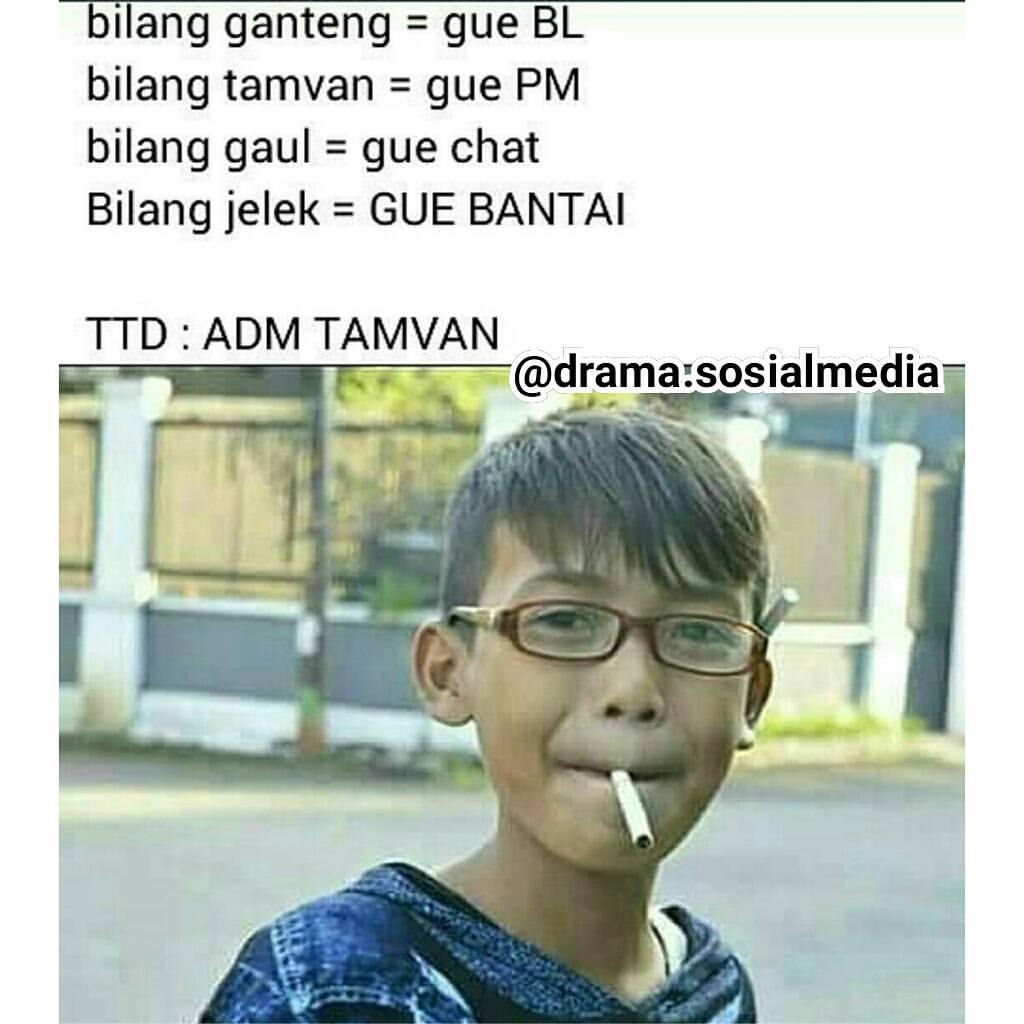 bilang ganteng = gue BL
bilang tamvan = gue PM
bilang gaul = gue chat
Bilang jelek = GUE BANTAI
TTD : ADM TAMVAN
@drama.sosialmedia